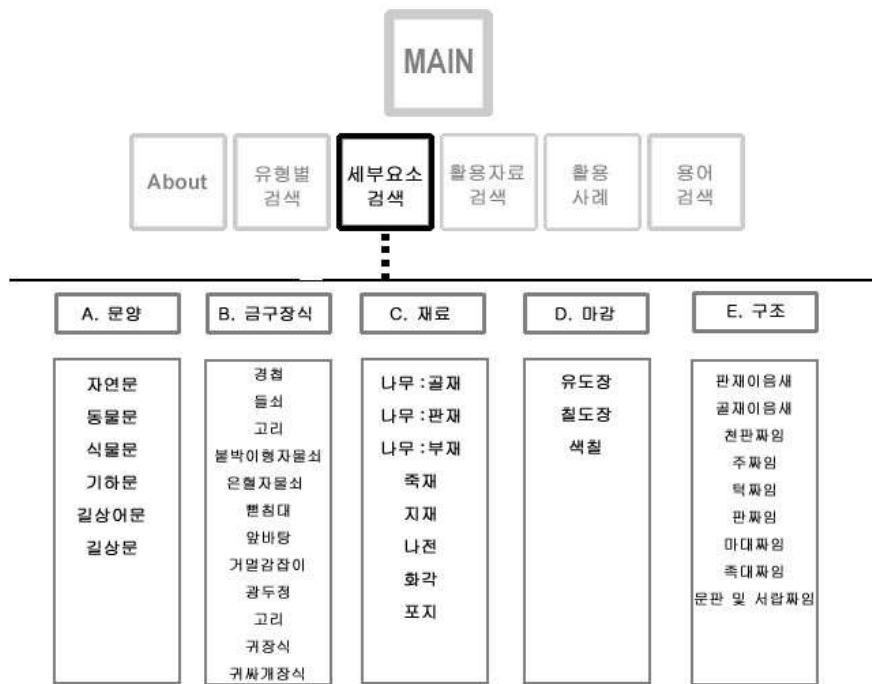 MAIN
About
유형별
검색
세부요소
검색
활용자료
검색
활용
사례
용어
검색
A. 문양
자연문
동물문
식물문
기하문
길상어문
길상문
B. 금구장식
경첩
들쇠
고리
붙박이형자물쇠
은혈자물쇠
뻗침대
앞바탕
거멀감잡이
광두정
고리
귀장식
귀싸개장식
C. 재료
나무:골재
나무:판재
나무:부재
죽재
지재
나전
화각
포지
D. 마감
유도장
칠도장
색칠
E. 구조
판재이음새
골재이음새
천판짜임
주짜임
턱짜임
판짜임
마대짜임
족대짜임
문판 및 서랍짜임